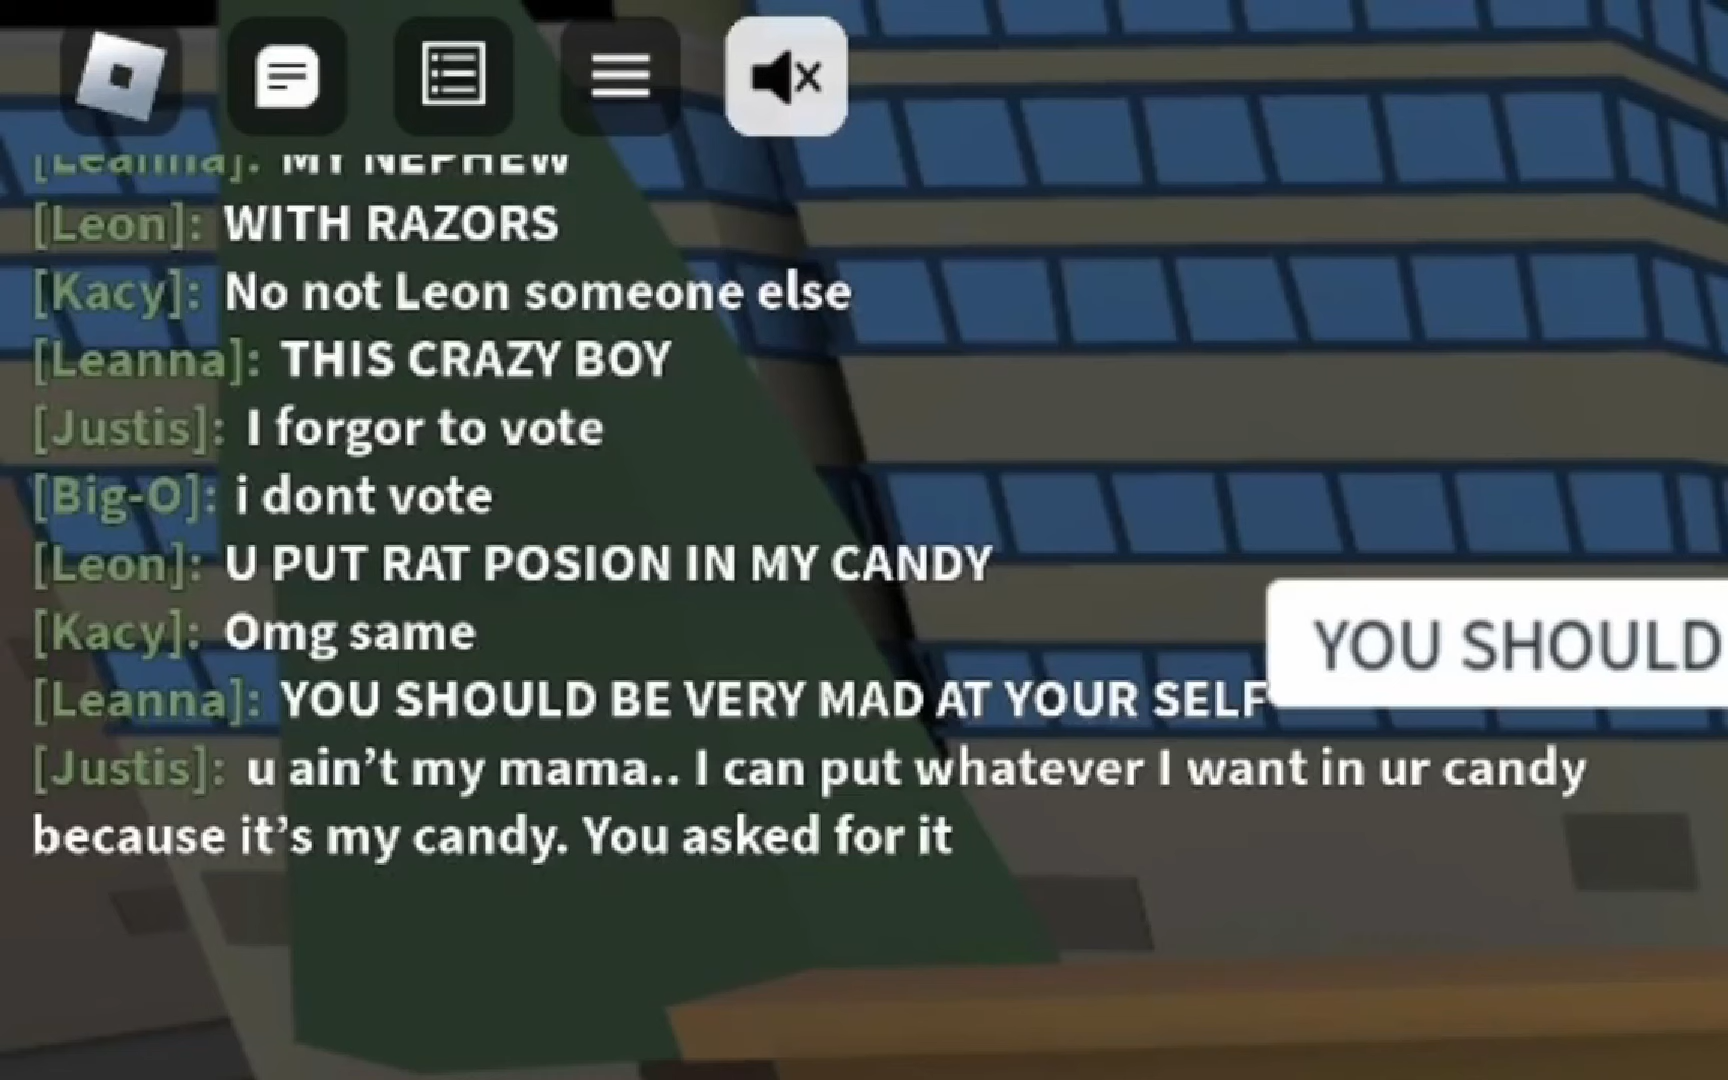 [Leanna]: MY NEPHEW
[Leon]: WITH RAZORS
[Kacy]: No not Leon someone else
[Leanna]: THIS CRAZY BOY
[Justis]: I forgor to vote
[Big-O]: i dont vote
[Leon]: U PUT RAT POSION IN MY CANDY
[Kacy]: Omg same
YOU SHOULD
[Leanna]: YOU SHOULD BE VERY MAD AT YOUR SELF
[Justis]: u ain’t my mama.. I can put whatever I want in ur candy
because it’s my candy. You asked for it